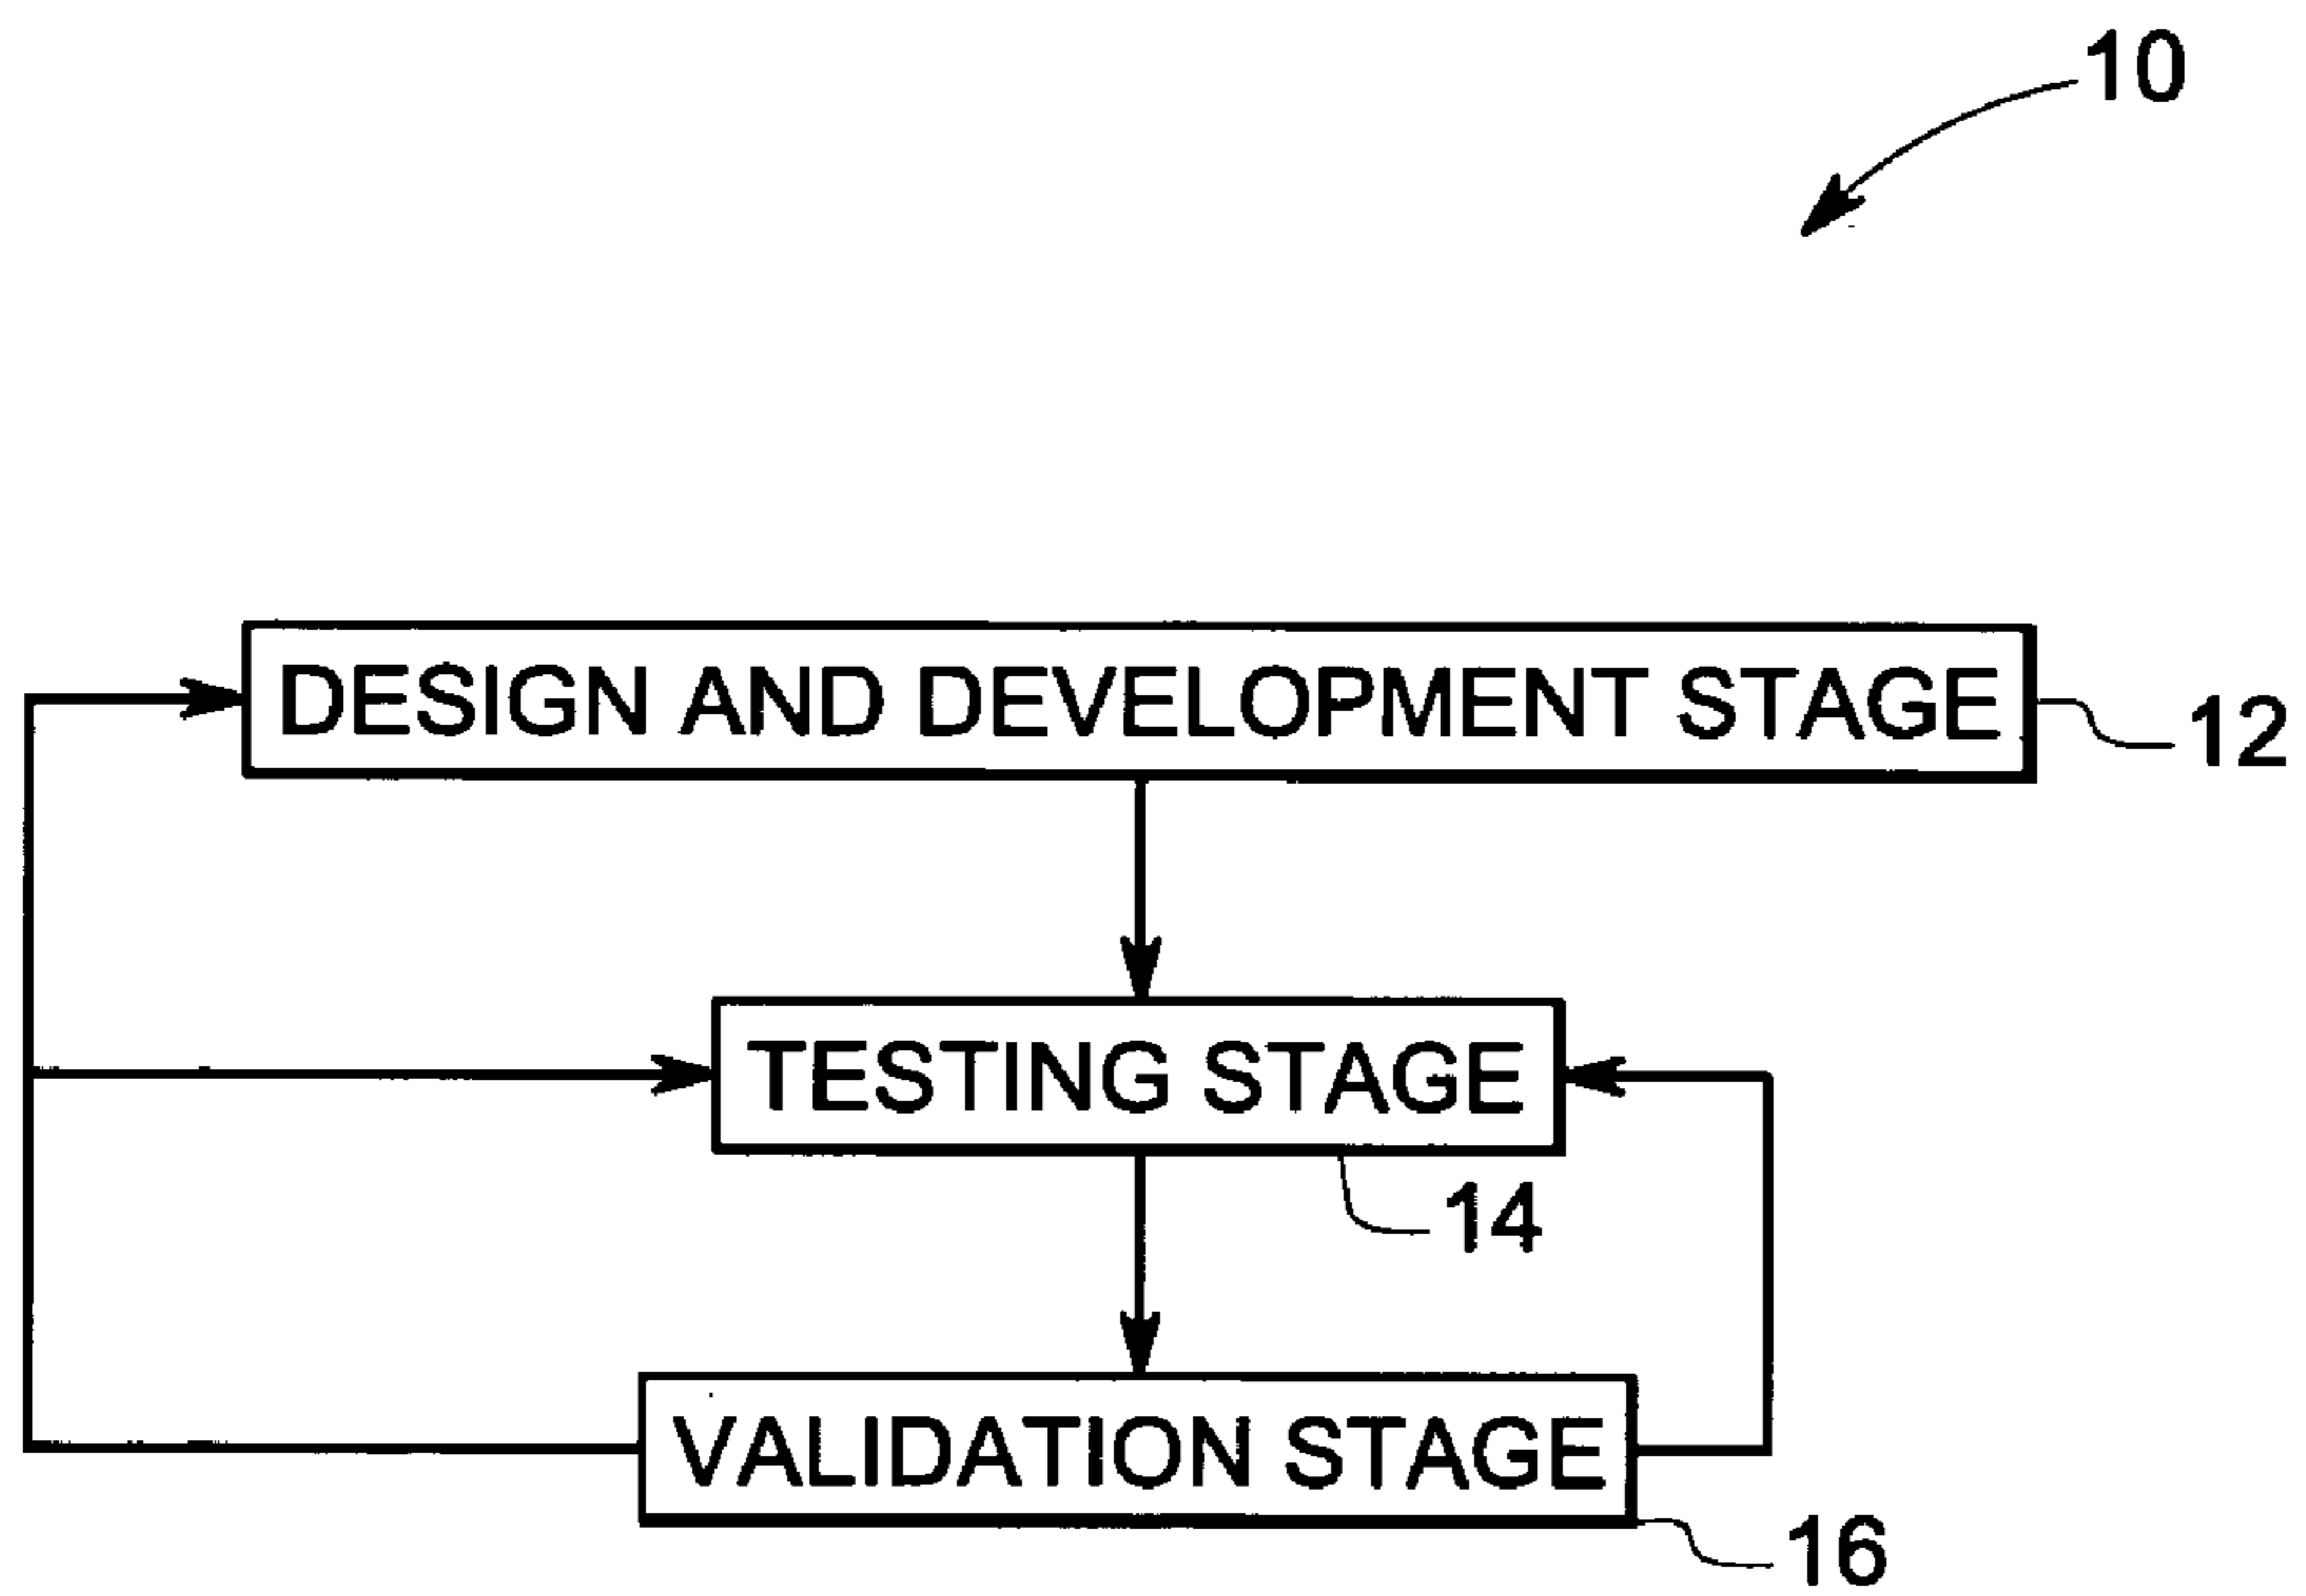 10
DESIGN AND DEVELOPMENT STAGE
12
TESTING STAGE
14
VALIDATION STAGE
16